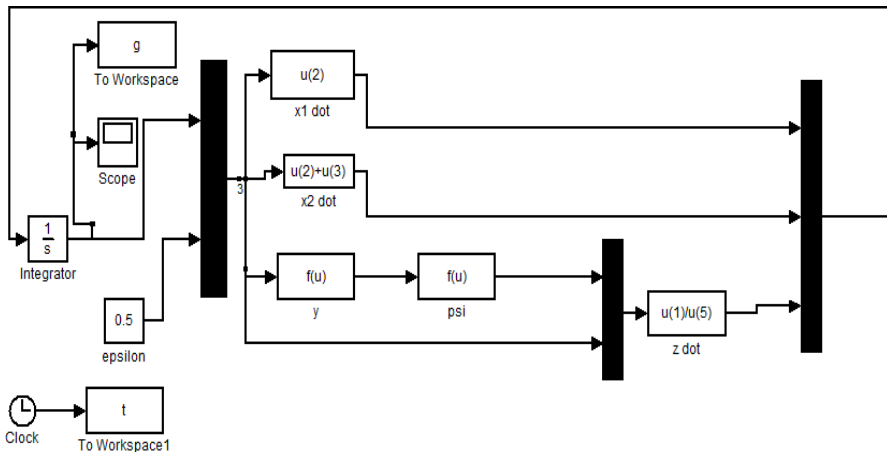 g
To Workspace
Scope
1
s
Integrator
0.5
epsilon
t
Clock
To Workspace1
3
u(2)
x1 dot
u(2)+u(3)
x2 dot
f(u)
y
f(u)
psi
u(1)/u(5)
z dot